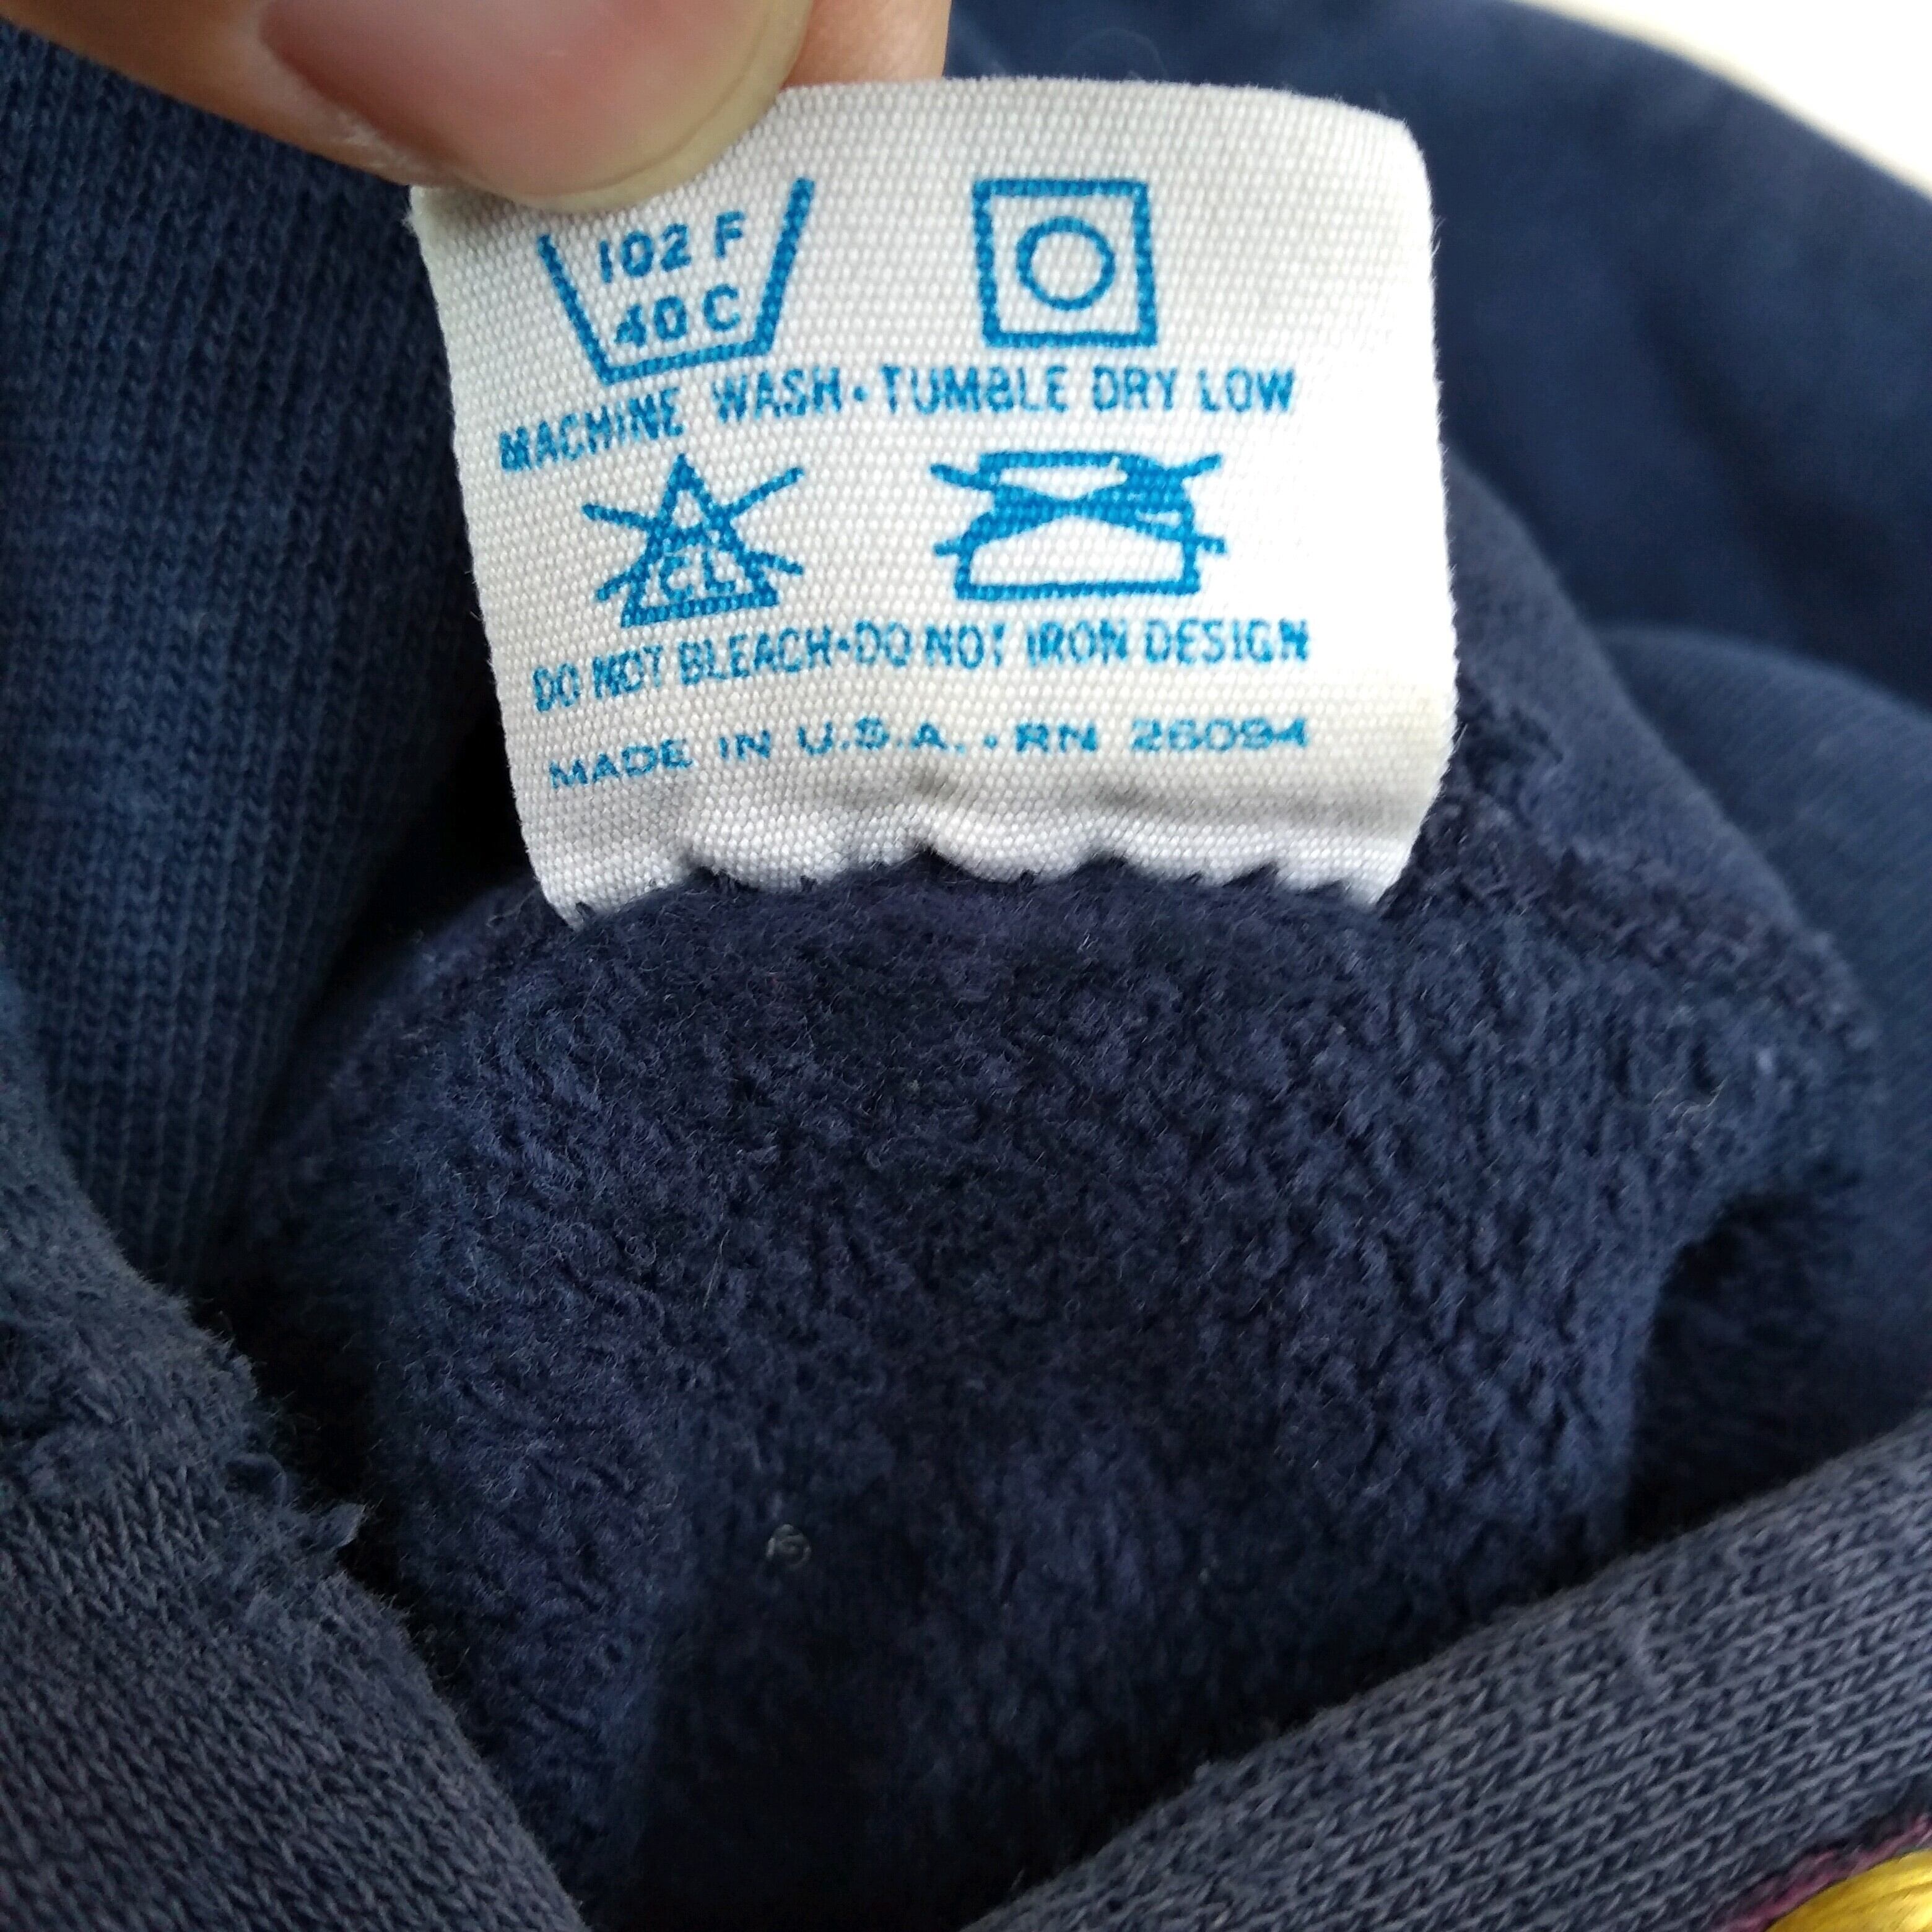 102 F
40 C
MACHINE WASH·TUMBLE DRY LOW
CL
DO NOT BLEACH·DO NOT IRON DESIGN
MADE IN U.S.A. · RN 26094